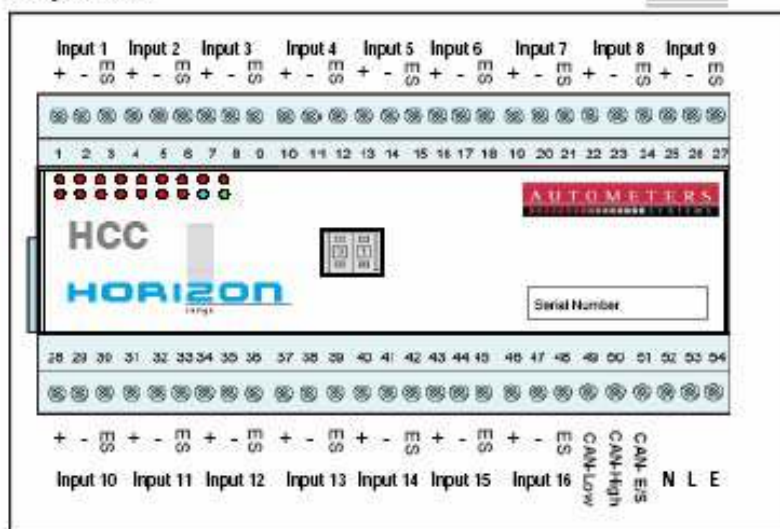 Input 1 Input 2 Input 3 Input 4 Input 5 Input 6 Input 7 Input 8 Input 9
+ - ES + - ES + - ES + - ES + - ES + - ES + - ES + - ES + - ES
1 2 3 4 5 6 7 8 9 10 11 12 13 14 15 16 17 18 19 20 21 22 23 24 25 26 27
AUTOMETERS
SYSTEMS
HCC
HORIZON
range
Serial Number
28 29 30 31 32 33 34 35 36 37 38 39 40 41 42 43 44 45 46 47 48 49 50 51 52 53 54
+ - ES + - ES + - ES + - ES + - ES + - ES + - ES CAN-Low CAN-High CAN- E/S
Input 10 Input 11 Input 12 Input 13 Input 14 Input 15 Input 16 N L E